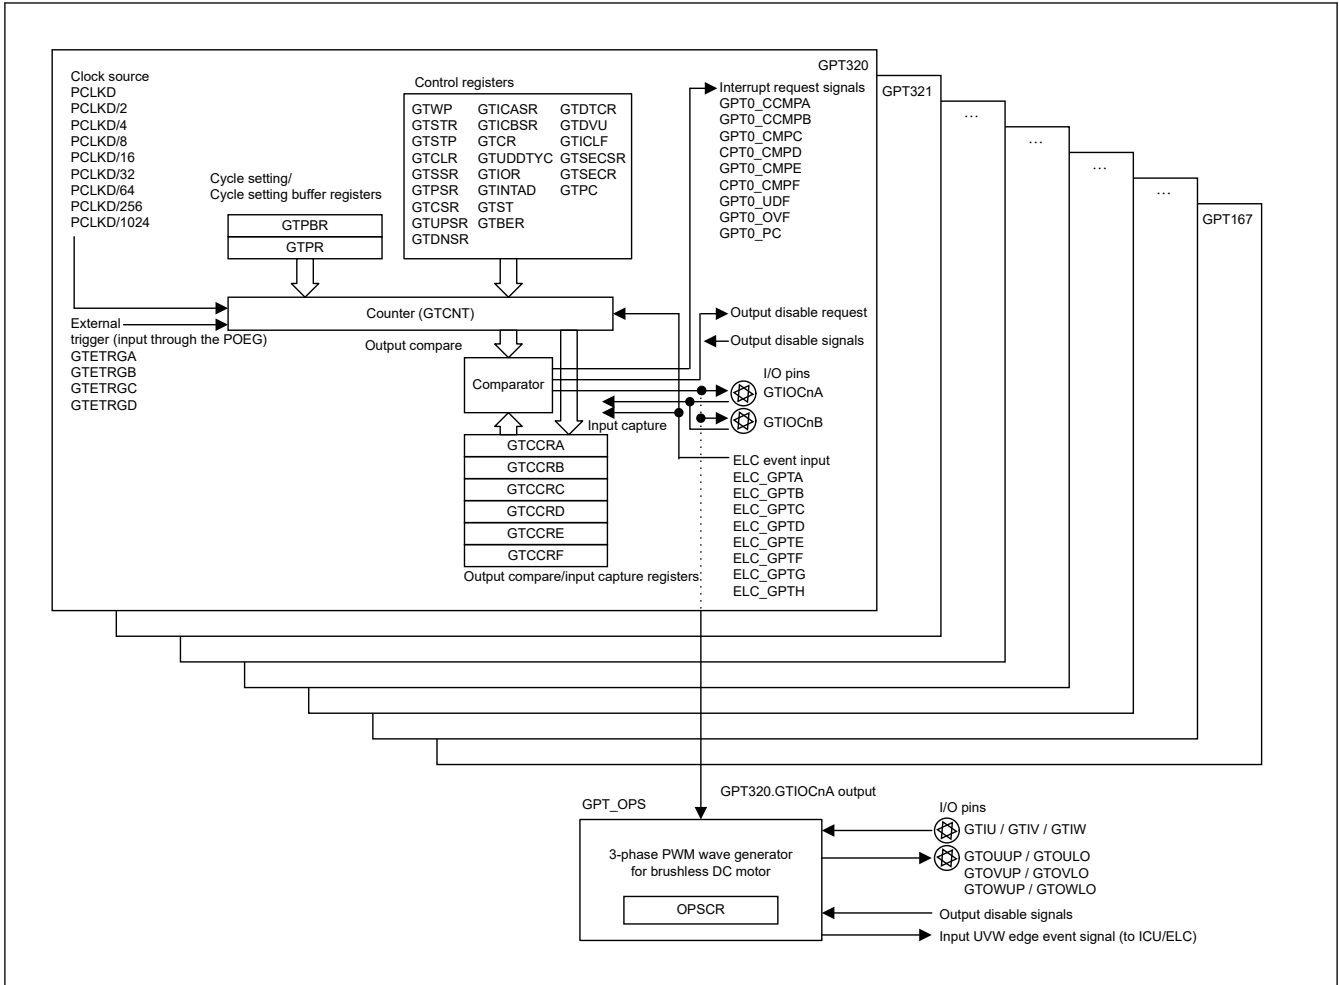 GPT320
GPT321
…
…
…
…
GPT167
Clock source
PCLKD
PCLKD/2
PCLKD/4
PCLKD/8
PCLKD/16
PCLKD/32
PCLKD/64
PCLKD/256
PCLKD/1024
Cycle setting/
Cycle setting buffer registers
GTPBR
GTPR
Control registers
GTWP GTICASR GTDTCR
GTSTR GTICBSR GTDVU
GTSTP GTCR GTICLF
GTCLR GTUDDTYC GTSECSR
GTSSR GTIOR GTSECR
GTPSR GTINTAD GTPC
GTCSR GTST
GTUPSR GTBER
GTDNSR
Interrupt request signals
GPT0_CCMPA
GPT0_CCMPB
GPT0_CMPC
CPT0_CMPD
GPT0_CMPE
CPT0_CMPF
GPT0_UDF
GPT0_OVF
GPT0_PC
Counter (GTCNT)
External
trigger (input through the POEG)
GTETRGA
GTETRGB
GTETRGC
GTETRGD
Output compare
Comparator
Output disable request
Output disable signals
I/O pins
GTIOCnA
GTIOCnB
Input capture
GTCCRA
GTCCRB
GTCCRC
GTCCRD
GTCCRE
GTCCRF
Output compare/input capture registers
ELC event input
ELC_GPTA
ELC_GPTB
ELC_GPTC
ELC_GPTD
ELC_GPTE
ELC_GPTF
ELC_GPTG
ELC_GPTH
GPT320.GTIOCnA output
GPT_OPS
3-phase PWM wave generator
for brushless DC motor
OPSCR
I/O pins
GTIU / GTIV / GTIW
GTOUUP / GTOULO
GTOVUP / GTOVLO
GTOWUP / GTOWLO
Output disable signals
Input UVW edge event signal (to ICU/ELC)